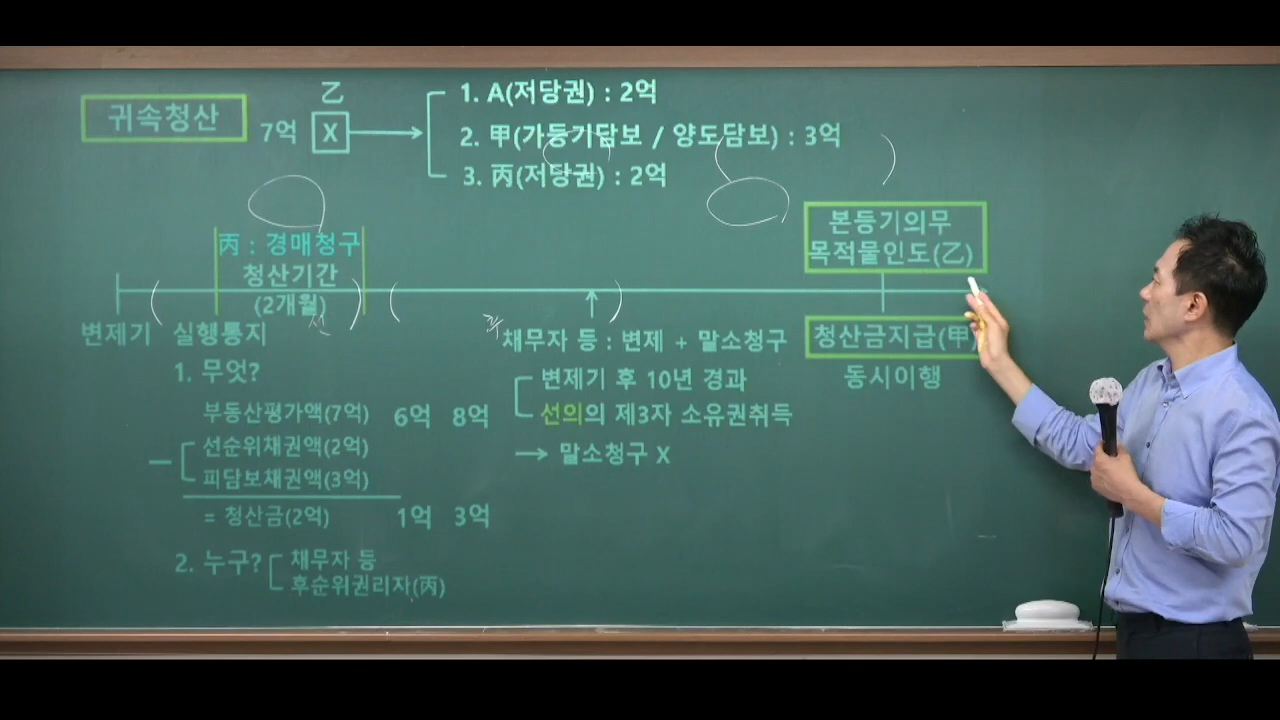 귀속청산
乙
7억 X
1. A(저당권) : 2억
2. 甲(가등기담보 / 양도담보) : 3억
3. 丙(저당권) : 2억
丙 : 경매청구
청산기간
(2개월)
변제기 실행통지
1. 무엇?
부동산평가액(7억) 6억 8억
선순위채권액(2억)
피담보채권액(3억)
= 청산금(2억) 1억 3억
2. 누구?
채무자 등
후순위권리자(丙)
채무자 등 : 변제 + 말소청구
변제기 후 10년 경과
선의의 제3자 소유권취득
→ 말소청구 X
본등기의무
목적물인도(乙)
청산금지급(甲)
동시이행